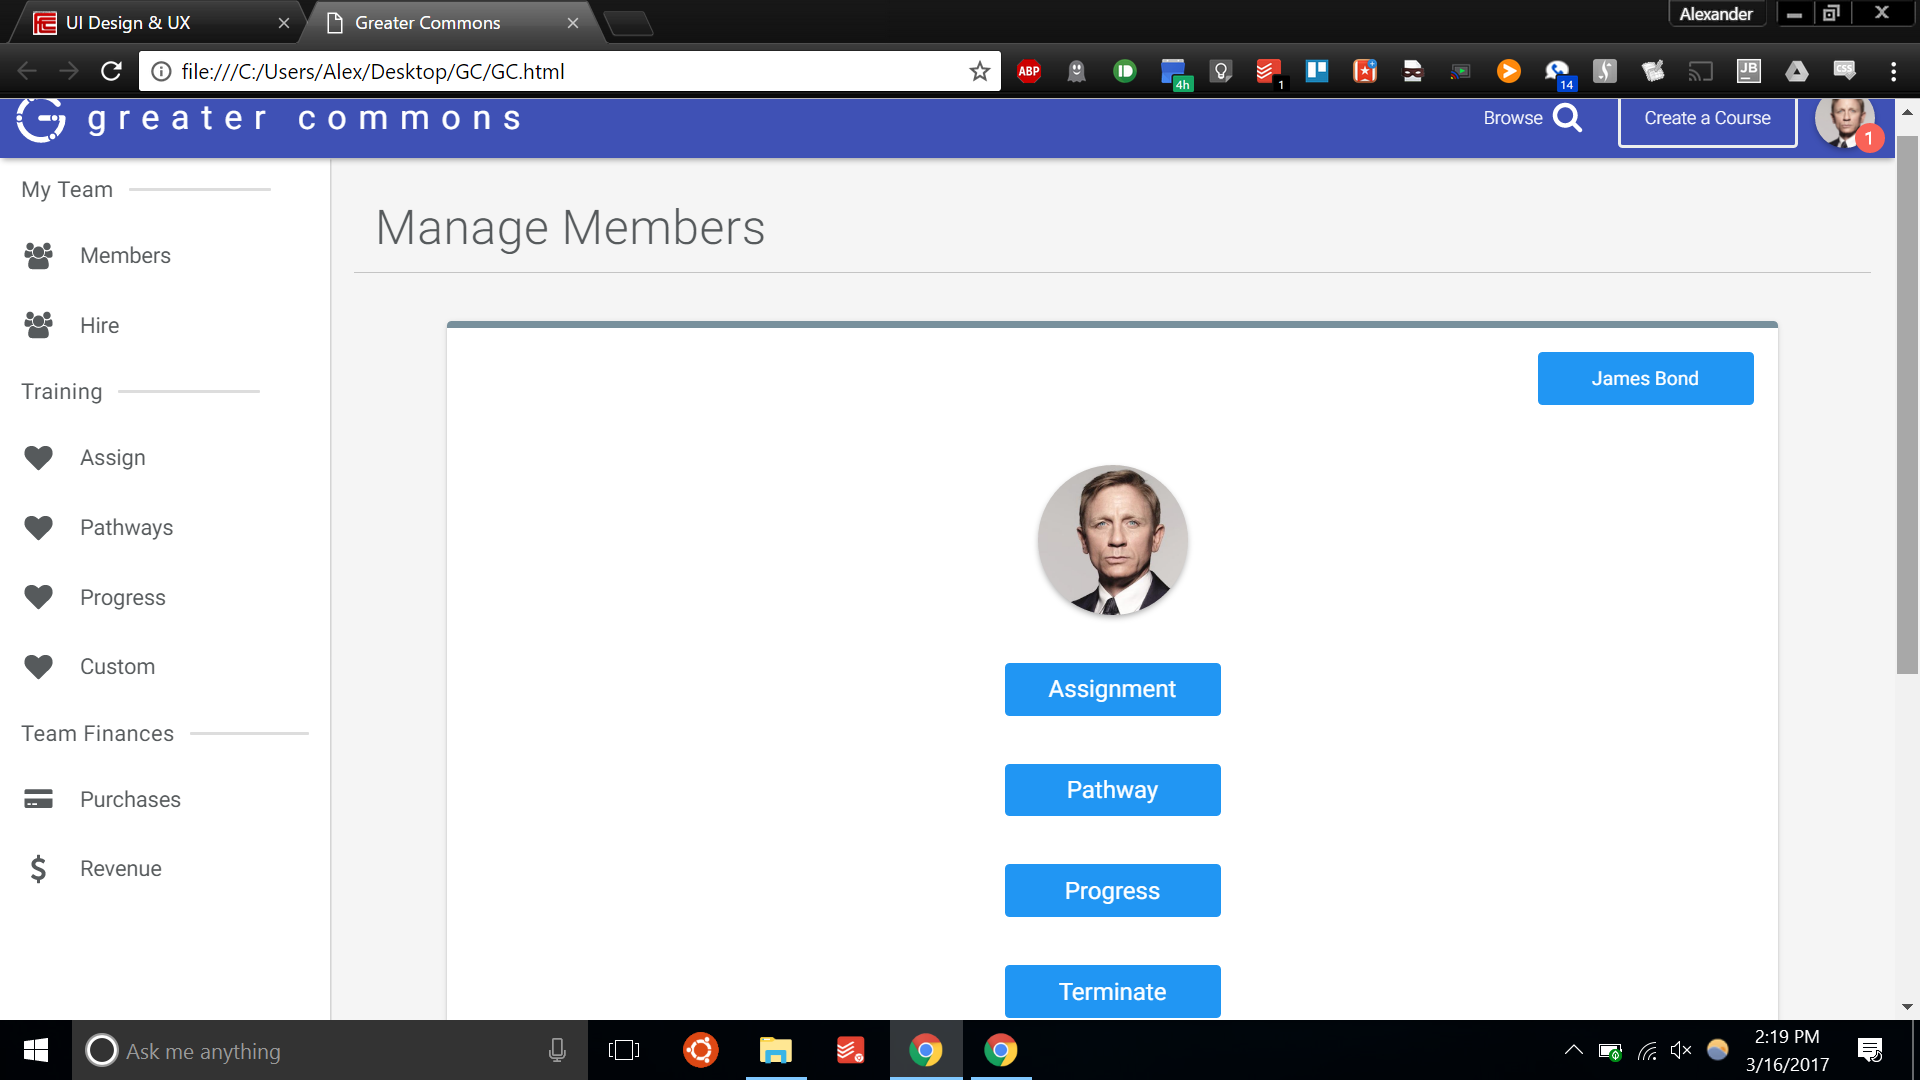 UI Design & UX
Greater Commons
Alexander
file:///C:/Users/Alex/Desktop/GC/GC.html
ABP
4h
1
14
JB
CSS
greater commons
Browse
Create a Course
1
My Team
Members
Hire
Training
Assign
Pathways
Progress
Custom
Team Finances
Purchases
Revenue
Manage Members
James Bond
Assignment
Pathway
Progress
Terminate
Ask me anything
2:19 PM
3/16/2017